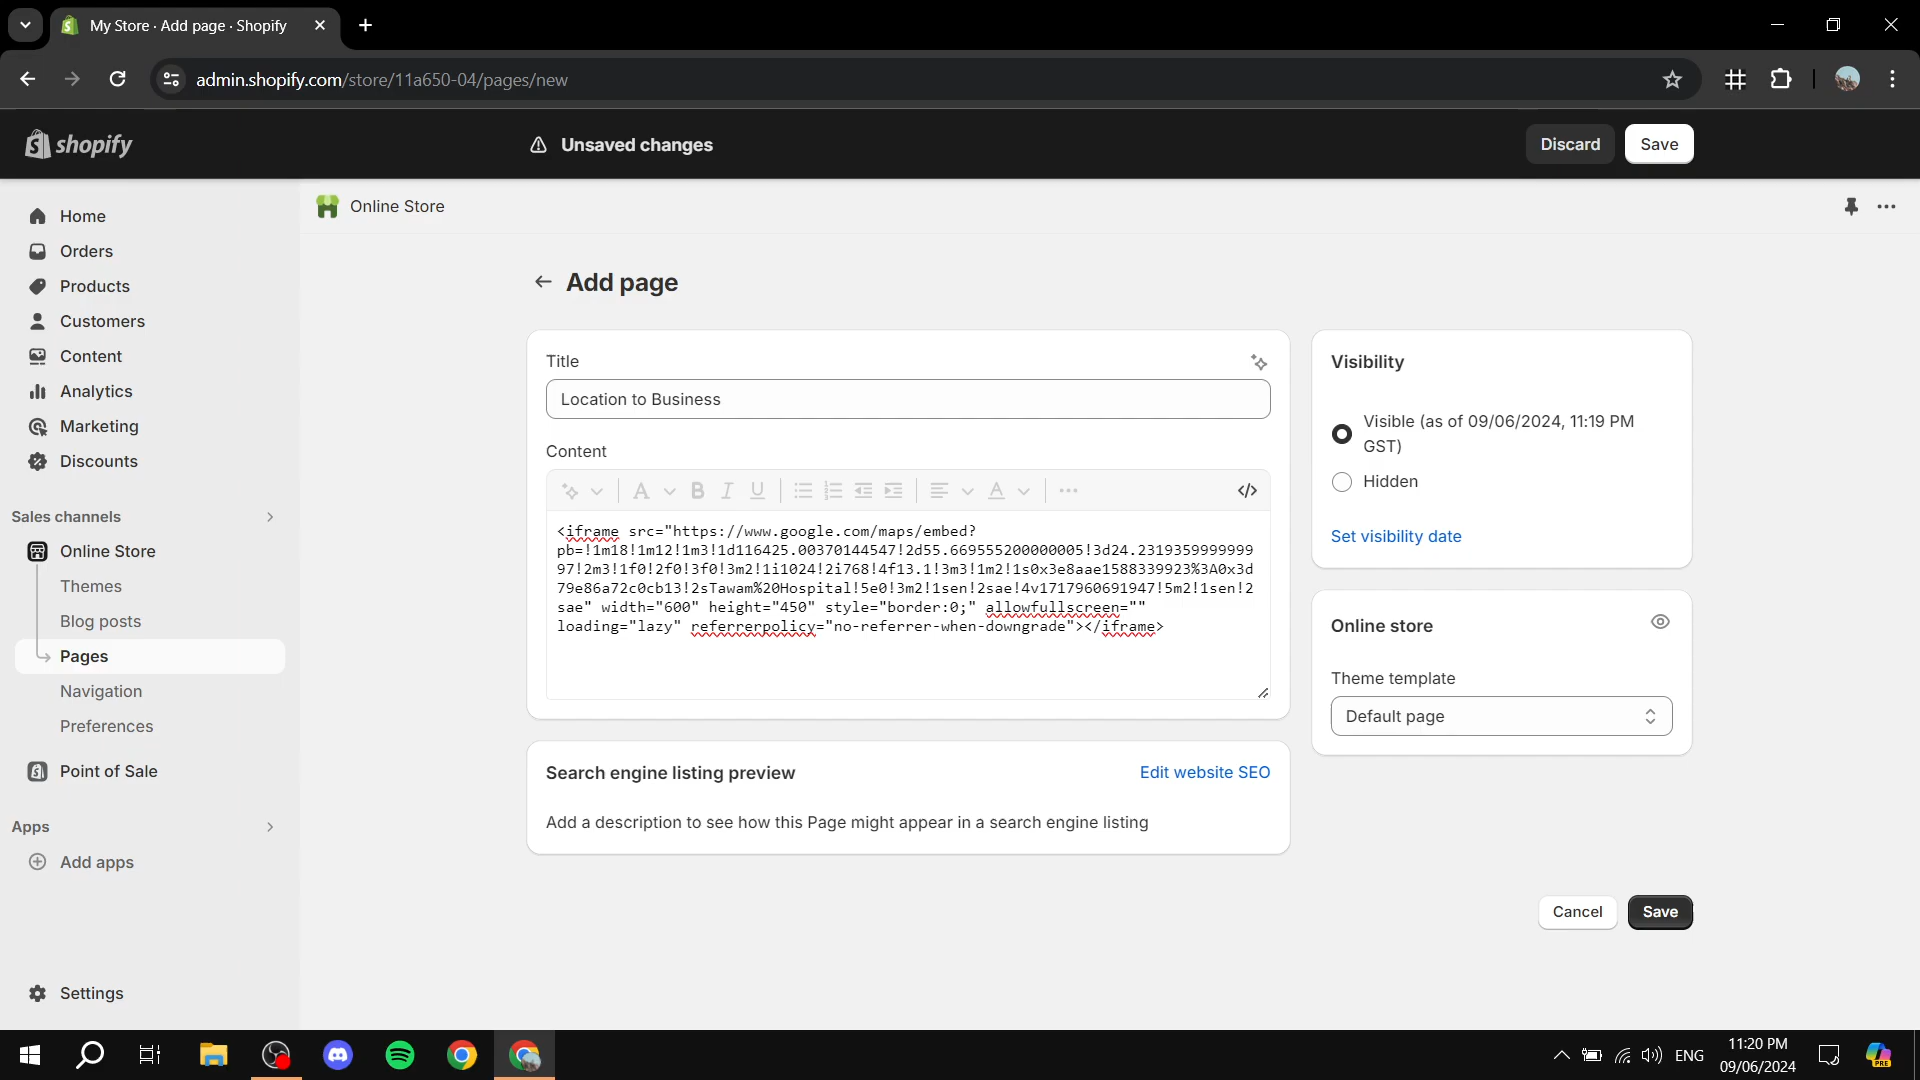 My Store · Add page · Shopify
admin.shopify.com/store/11a650-04/pages/new
shopify
Unsaved changes
Discard
Save
Home
Orders
Products
Customers
Content
Analytics
Marketing
Discounts
Sales channels
Online Store
Themes
Blog posts
Pages
Navigation
Preferences
Point of Sale
Apps
Add apps
Settings
Online Store
Add page
Title
Location to Business
Content
<iframe src="https://www.google.com/maps/embed?
pb=!1m18!1m12!1m3!1d116425.00370144547!2d55.669555200000005!3d24.2319359999999
97!2m3!1f0!2f0!3f0!3m2!1i1024!2i768!4f13.1!3m3!1m2!1s0x3e8aae1588339923%3A0x3d
79e86a72c0cb13!2sTawam%20Hospital!5e0!3m2!1sen!2sae!4v1717960691947!5m2!1sen!2
sae" width="600" height="450" style="border:0;" allowfullscreen=""
loading="lazy" referrerpolicy="no-referrer-when-downgrade"></iframe>
Search engine listing preview
Edit website SEO
Add a description to see how this Page might appear in a search engine listing
Visibility
Visible (as of 09/06/2024, 11:19 PM
GST)
Hidden
Set visibility date
Online store
Theme template
Default page
Cancel
Save
ENG
11:20 PM
09/06/2024
PRE